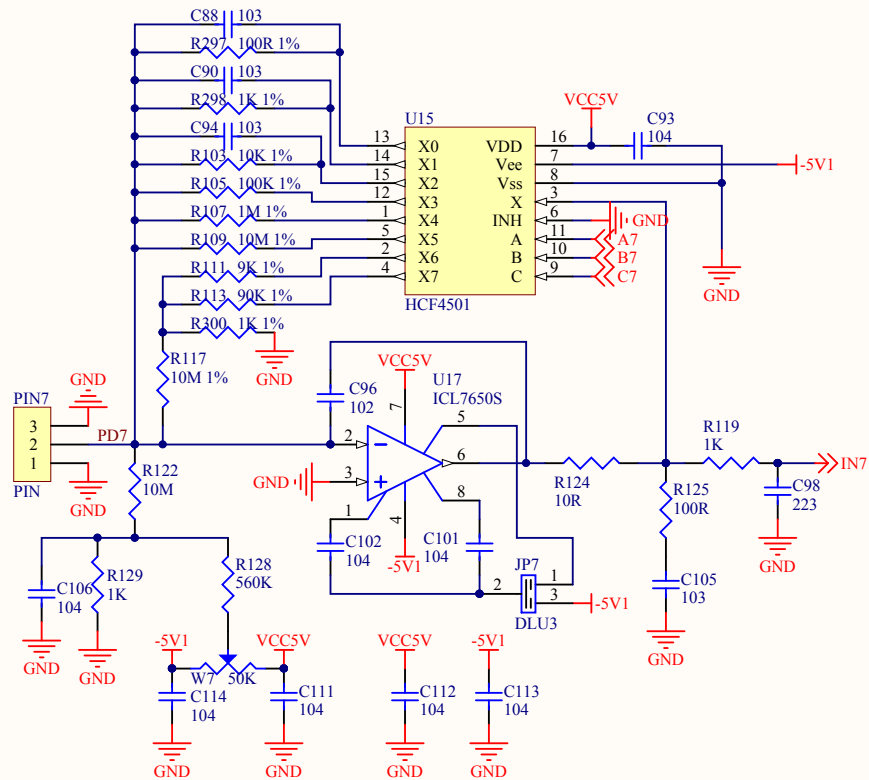 C88 103
R297 100R 1%
C90 103
R298 1K 1%
C94 103
R103 10K 1%
R105 100K 1%
R107 1M 1%
R109 10M 1%
R111 9K 1%
R113 90K 1%
R300 1K 1%
GND
R117
10M 1%
U15
13 X0 VDD 16
14 X1 Vee 7
15 X2 Vss 8
12 X3 X 3
1 X4 INH 6
5 X5 A 11
2 X6 B 10
4 X7 C 9
HCF4501
VCC5V
C93
104
-5V1
GND
A7
B7
C7
GND
GND
PIN7
3
2
1
PIN
PD7
GND
C96
102
VCC5V
U17
ICL7650S
7
5
2
6
3
GND
8
1
4
-5V1
C102
104
C101
104
JP7
2
1
3
-5V1
DLU3
R124
10R
R119
1K
IN7
C98
223
GND
R125
100R
C105
103
GND
R122
10M
C106
104
GND
R129
1K
GND
R128
560K
-5V1
VCC5V
W7 50K
C114
104
GND
C111
104
GND
VCC5V
C112
104
GND
-5V1
C113
104
GND